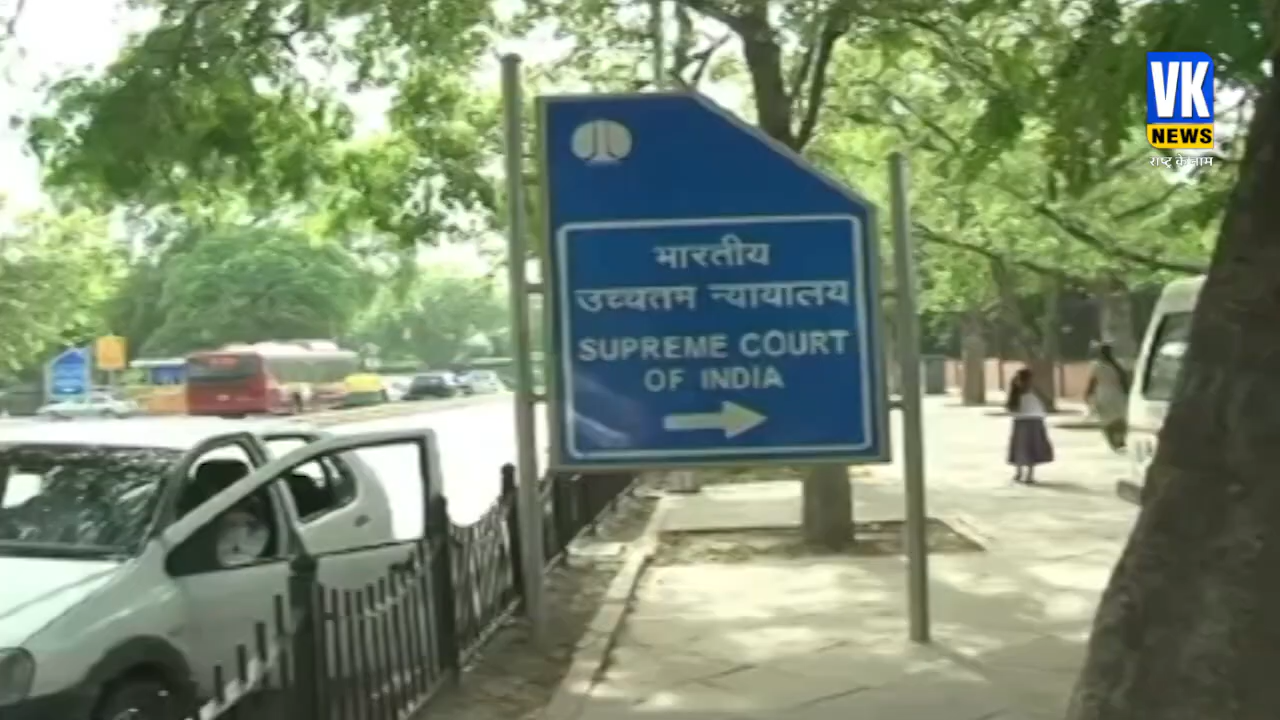 VK
NEWS
राष्ट्र के नाम
भारतीय
उच्चतम न्यायालय
SUPREME COURT
OF INDIA